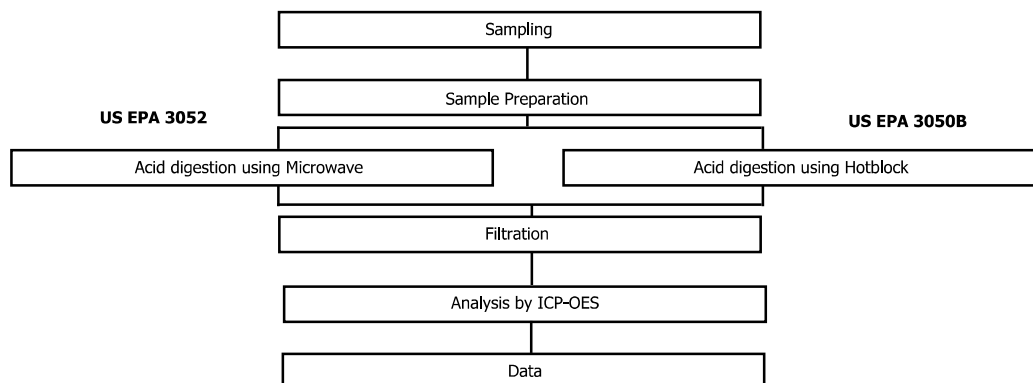 Sampling
Sample Preparation
US EPA 3052
US EPA 3050B
Acid digestion using Microwave
Acid digestion using Hotblock
Filtration
Analysis by ICP-OES
Data